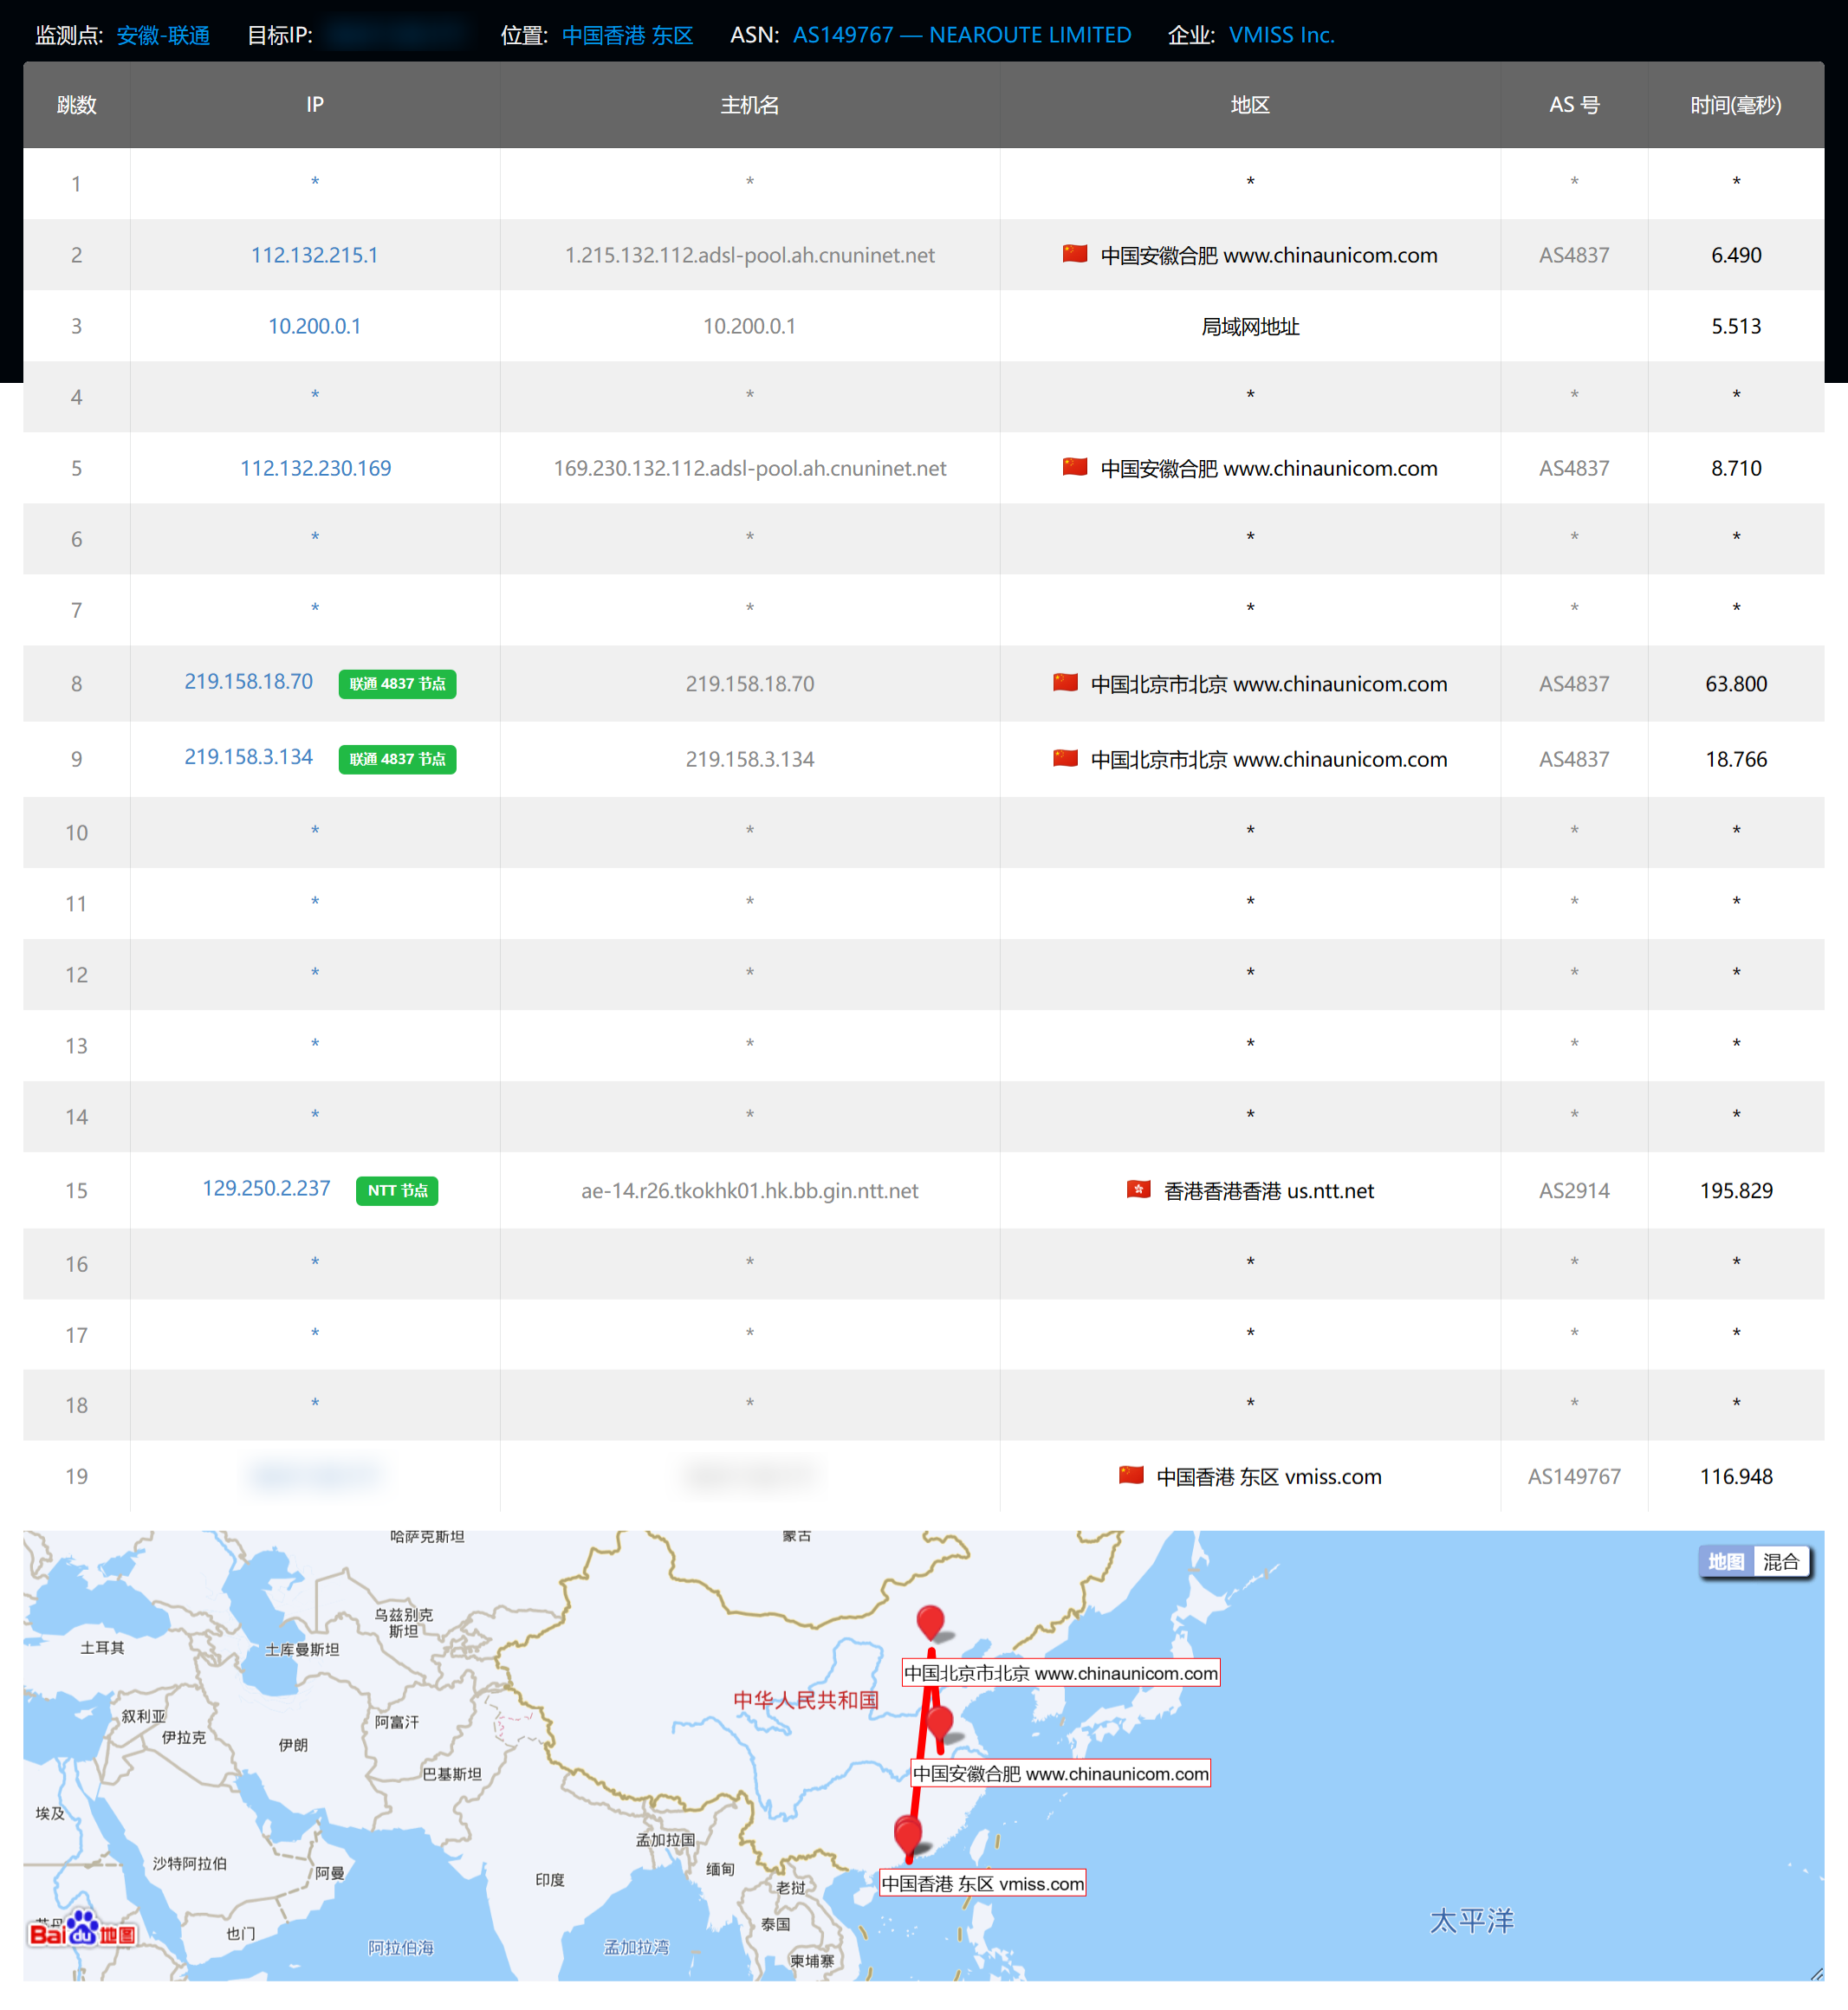 监测点: 安徽-联通 目标IP: 位置: 中国香港 东区 ASN: AS149767 — NEAROUTE LIMITED 企业: VMISS Inc.
跳数 IP 主机名 地区 AS 号 时间(毫秒)
1 * * * * *
2 112.132.215.1 1.215.132.112.adsl-pool.ah.cnuninet.net 中国安徽合肥 www.chinaunicom.com AS4837 6.490
3 10.200.0.1 10.200.0.1 局域网地址 5.513
4 * * * * *
5 112.132.230.169 169.230.132.112.adsl-pool.ah.cnuninet.net 中国安徽合肥 www.chinaunicom.com AS4837 8.710
6 * * * * *
7 * * * * *
8 219.158.18.70 联通 4837 节点 219.158.18.70 中国北京市北京 www.chinaunicom.com AS4837 63.800
9 219.158.3.134 联通 4837 节点 219.158.3.134 中国北京市北京 www.chinaunicom.com AS4837 18.766
10 * * * * *
11 * * * * *
12 * * * * *
13 * * * * *
14 * * * * *
15 129.250.2.237 NTT 节点 ae-14.r26.tkokhk01.hk.bb.gin.ntt.net 香港香港香港 us.ntt.net AS2914 195.829
16 * * * * *
17 * * * * *
18 * * * * *
19 中国香港 东区 vmiss.com AS149767 116.948
哈萨克斯坦
蒙古
地图 混合
乌兹别克
斯坦
土耳其
土库曼斯坦
中国北京市北京 www.chinaunicom.com
中华人民共和国
叙利亚
阿富汗
伊拉克
伊朗
巴基斯坦
中国安徽合肥 www.chinaunicom.com
埃及
孟加拉国
沙特阿拉伯
阿曼
缅甸
印度
中国香港 东区 vmiss.com
老挝
太平洋
泰国
Bai du 地图
也门
阿拉伯海
孟加拉湾
柬埔寨